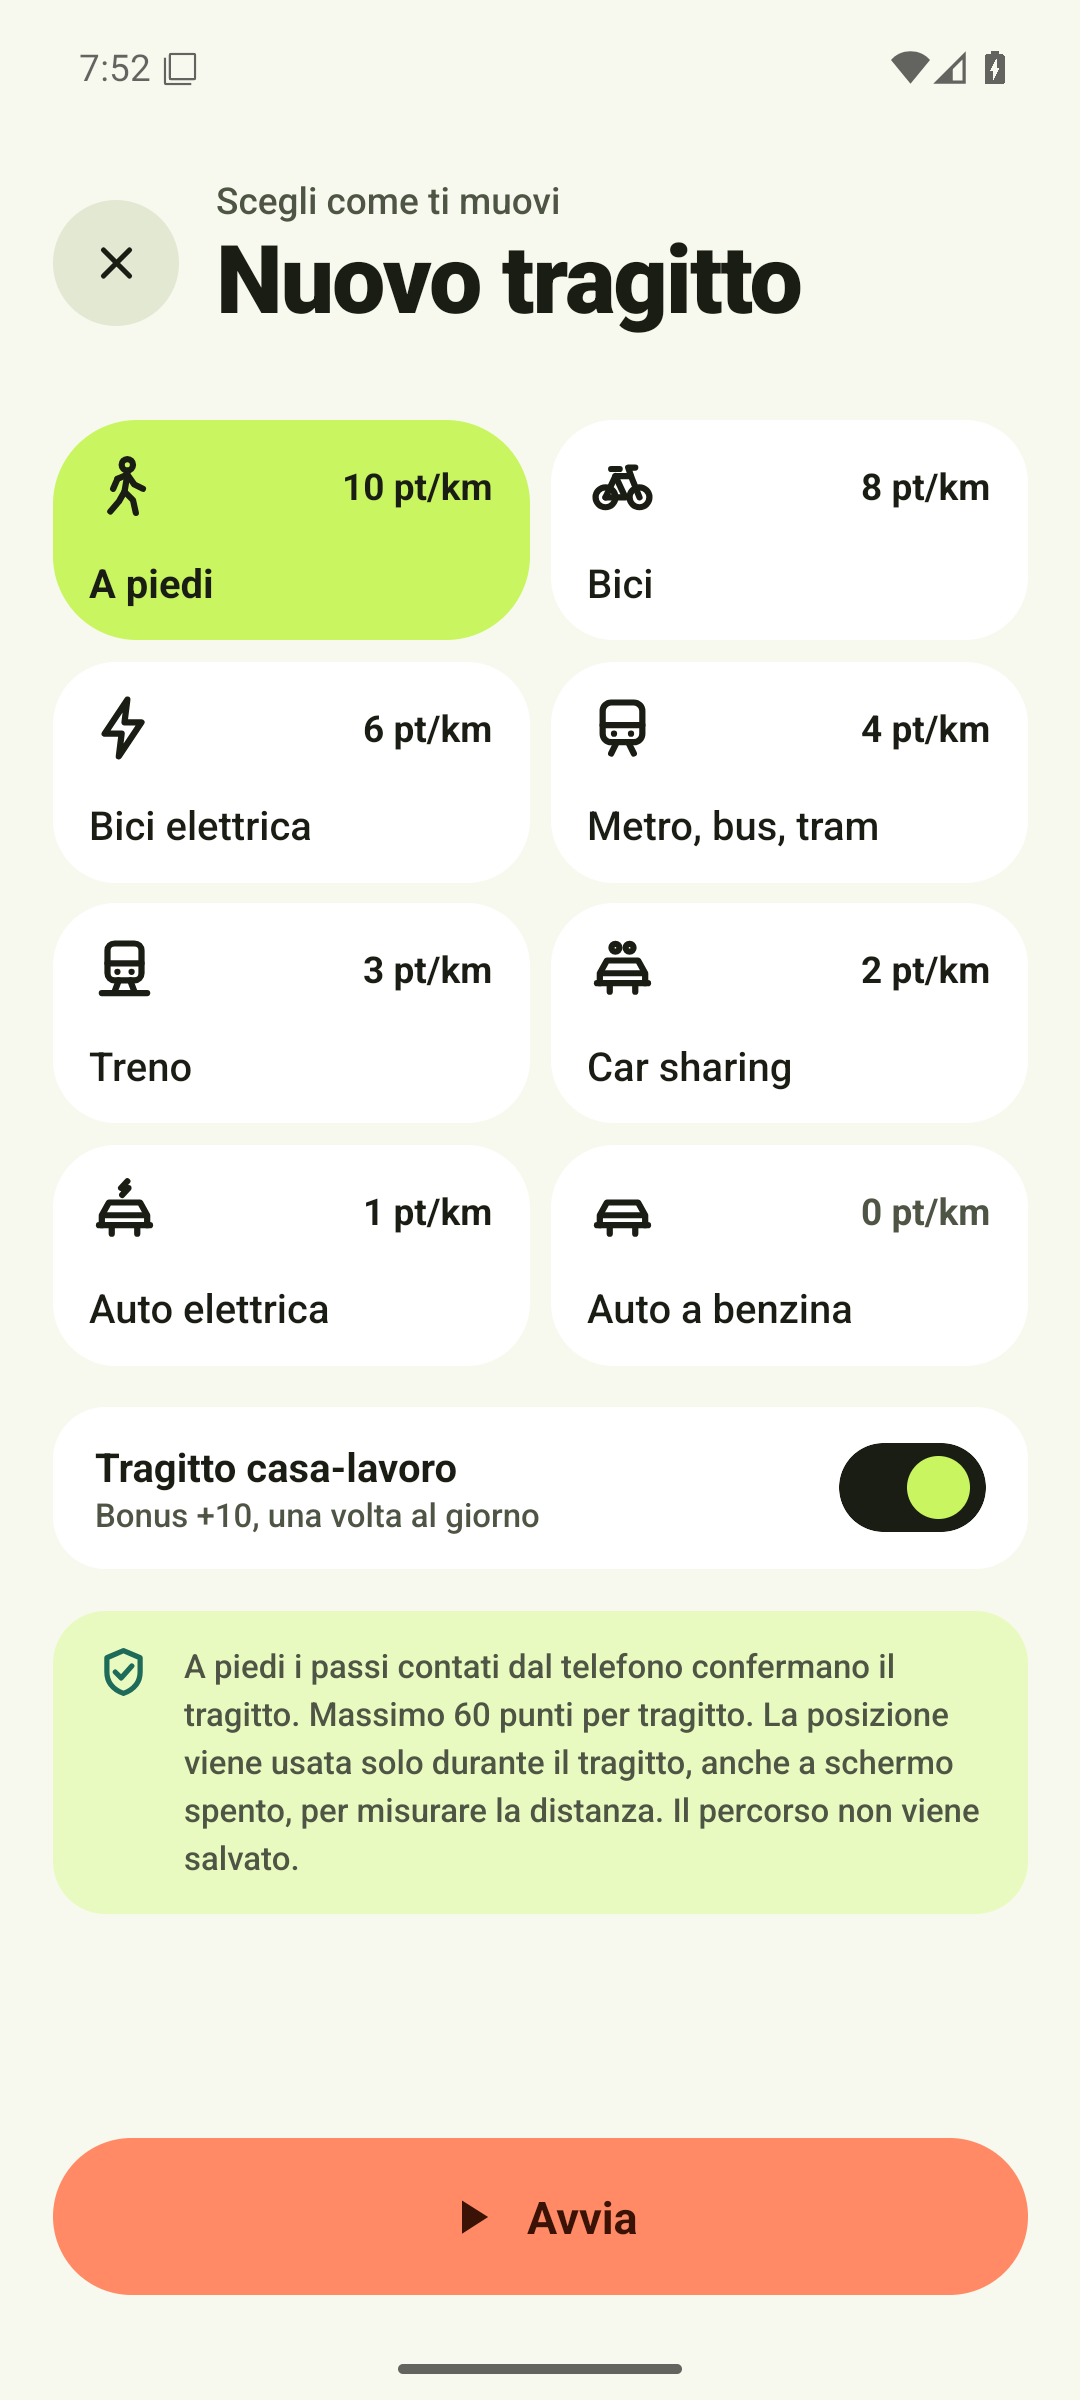 7:52
Scegli come ti muovi
Nuovo tragitto
10 pt/km
A piedi
8 pt/km
Bici
6 pt/km
Bici elettrica
4 pt/km
Metro, bus, tram
3 pt/km
Treno
2 pt/km
Car sharing
1 pt/km
Auto elettrica
0 pt/km
Auto a benzina
Tragitto casa-lavoro
Bonus +10, una volta al giorno
A piedi i passi contati dal telefono confermano il
tragitto. Massimo 60 punti per tragitto. La posizione
viene usata solo durante il tragitto, anche a schermo
spento, per misurare la distanza. Il percorso non viene
salvato.
Avvia